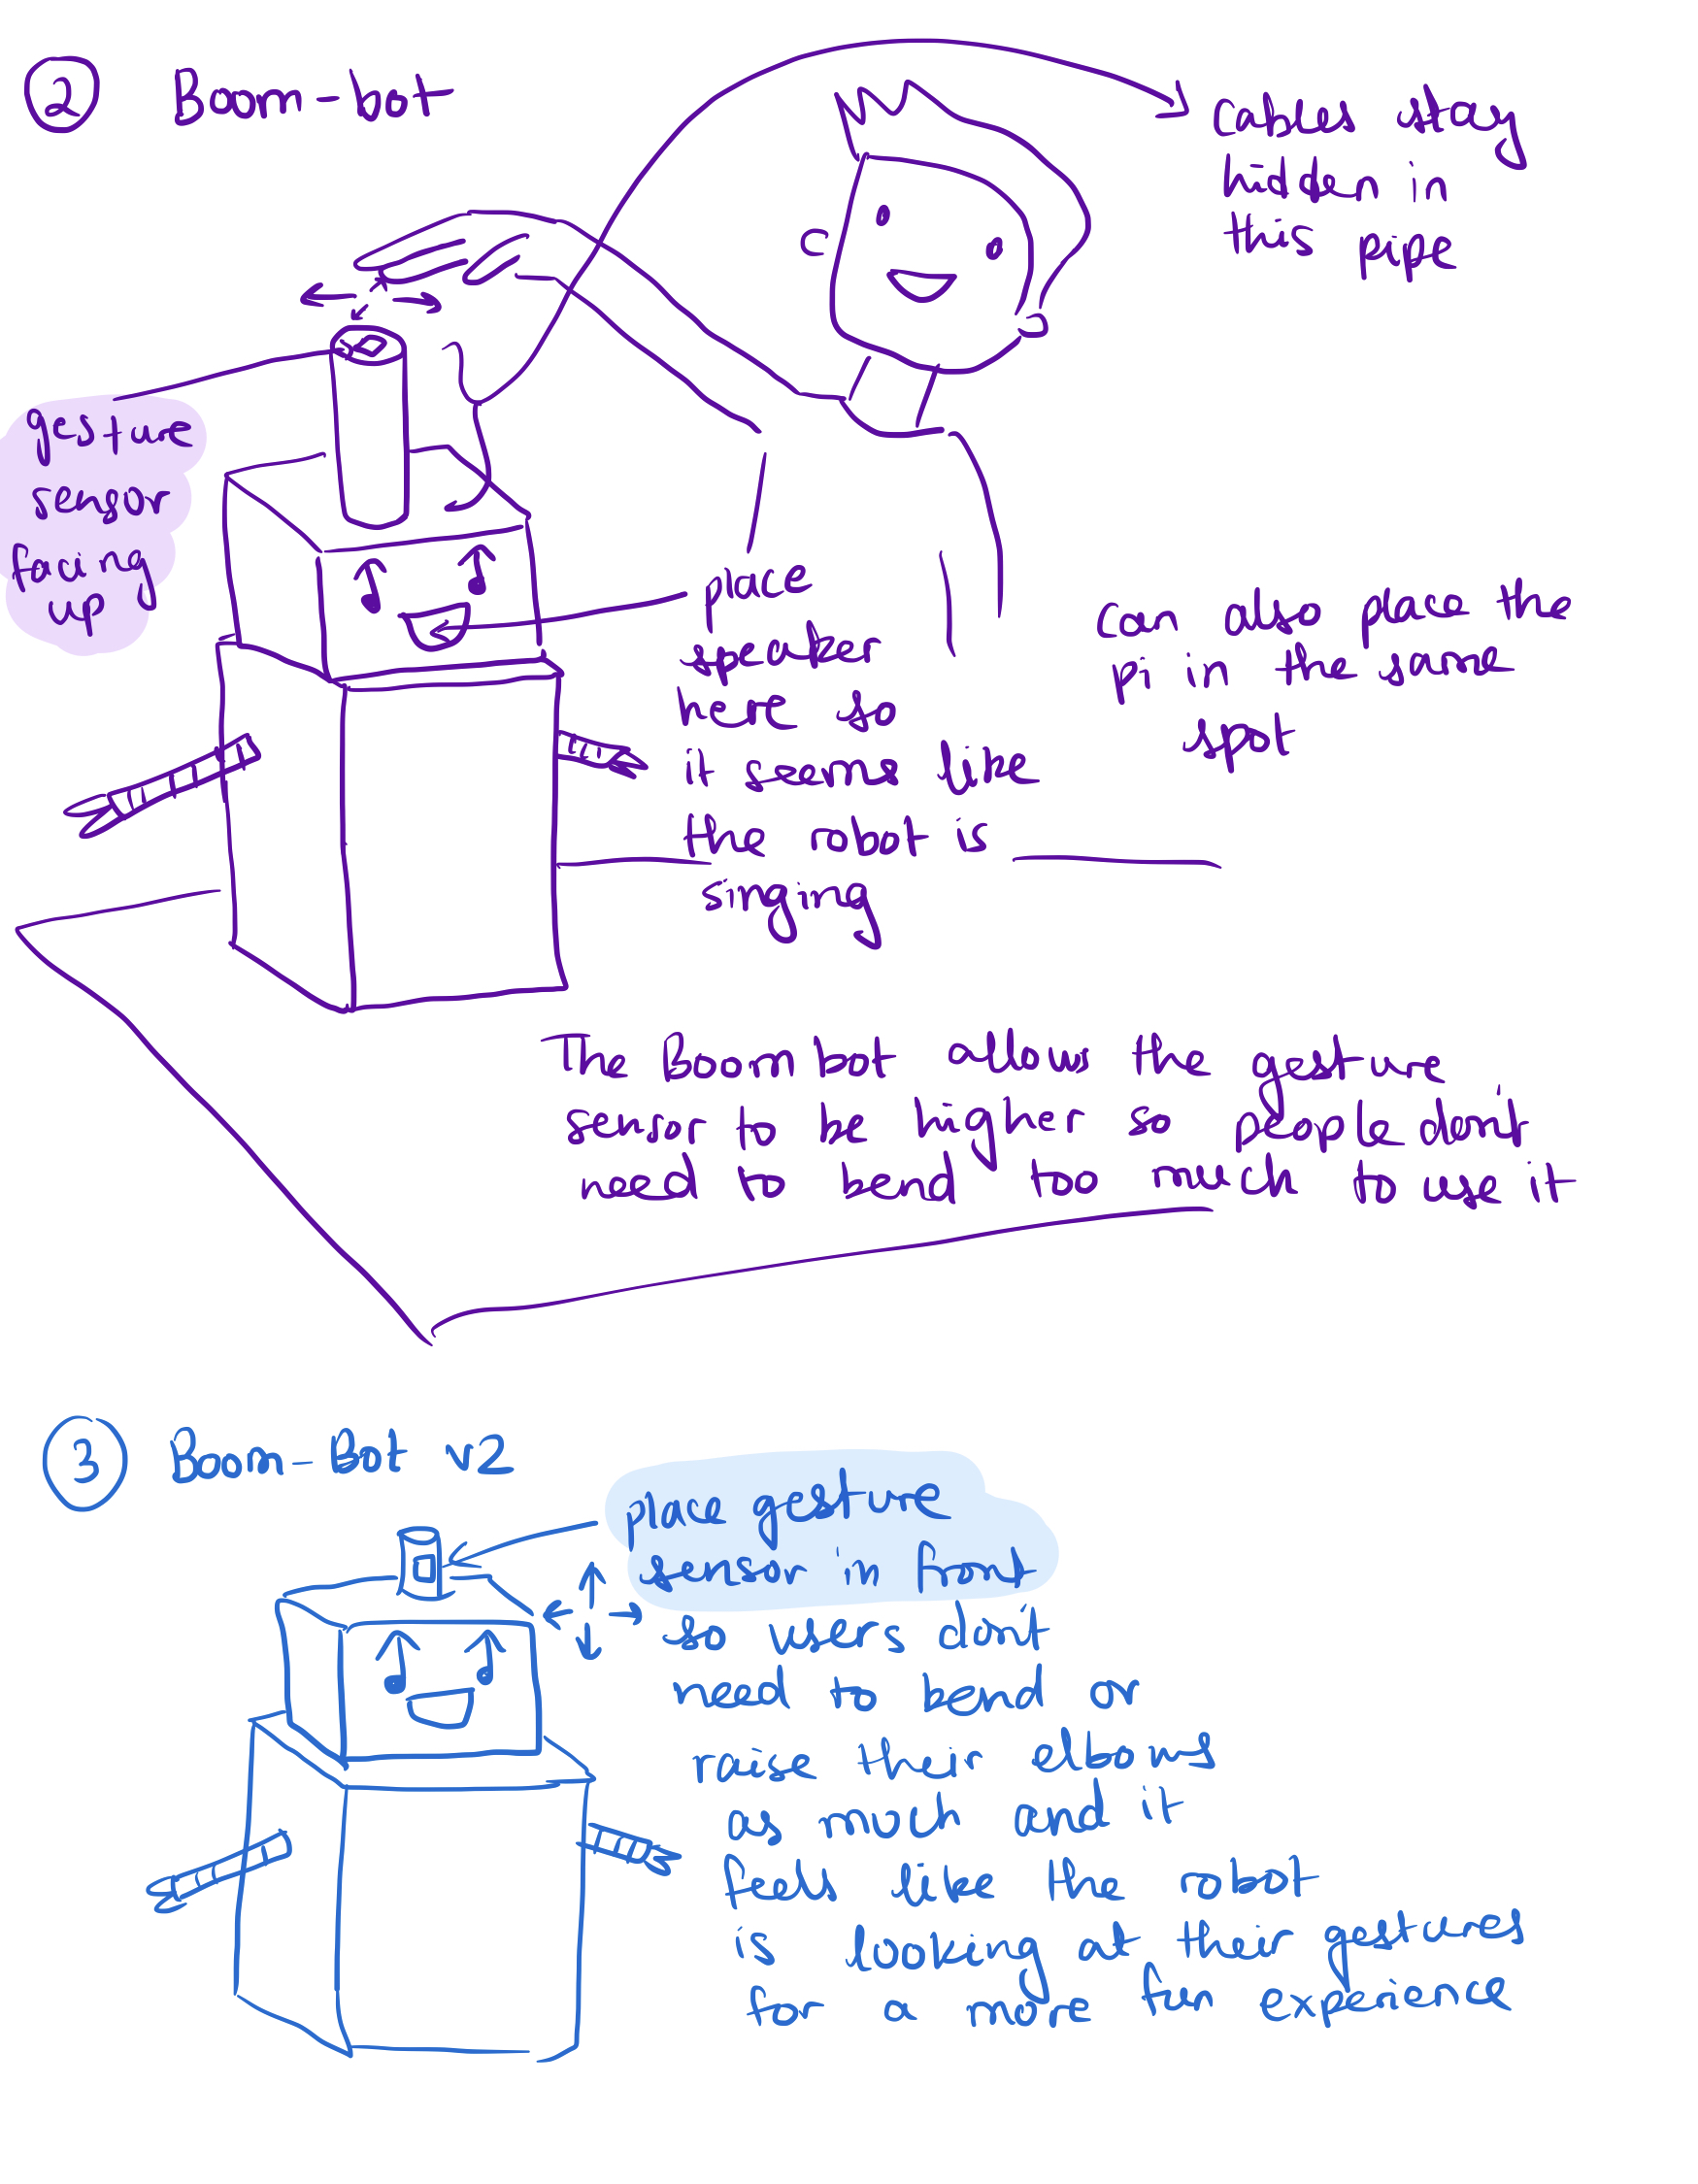 2 Boom-bot
cables stay
hidden in
this pipe
gesture
sensor
facing
up
place
speaker
here so
it seems like
the robot is
singing
can also place the
pi in the same
spot
The Boom bot allows the gesture
sensor to be higher so people don't
need to bend too much to use it
3 Boom-Bot v2
place gesture
sensor in front
so users don't
need to bend or
raise their elbows
as much and it
feels like the robot
is looking at their gestures
for a more fun experience